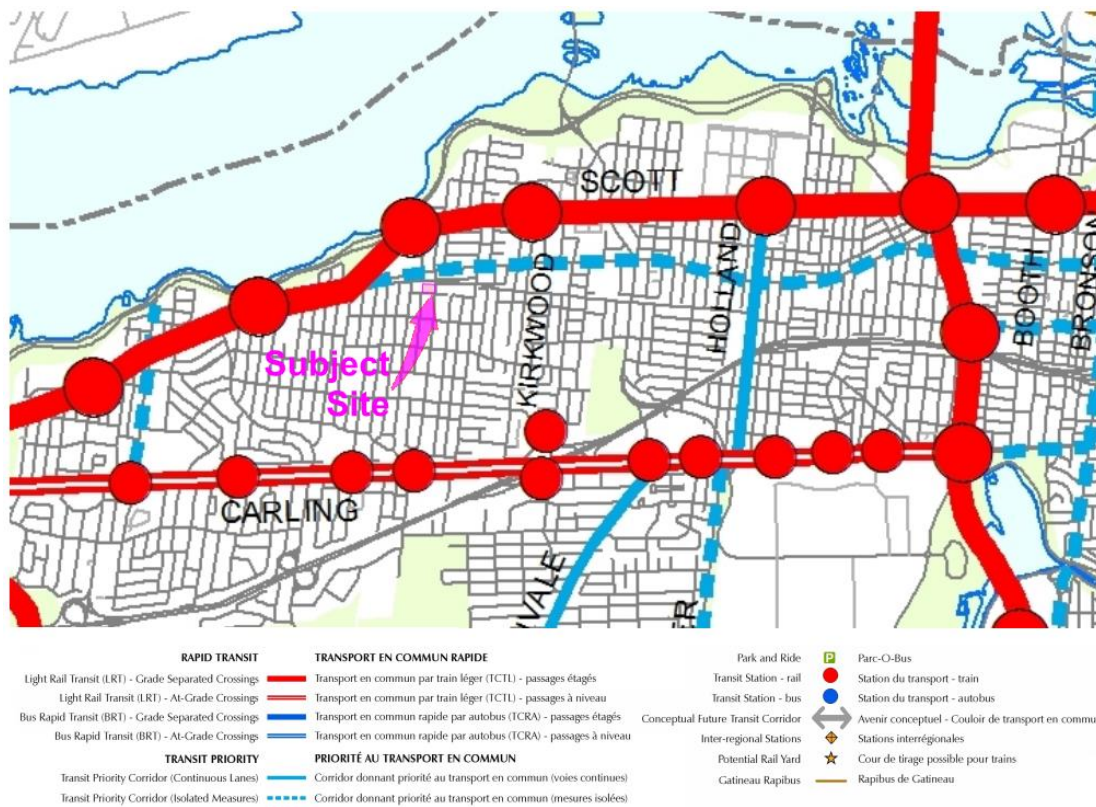 SCOTT
KIRKWOOD
HOLLAND
BOOTH
BRONSON
Subject
Site
CARLING
IVALE
ER
RAPID TRANSIT
Light Rail Transit (LRT) - Grade Separated Crossings
Light Rail Transit (LRT) - At-Grade Crossings
Bus Rapid Transit (BRT) - Grade Separated Crossings
Bus Rapid Transit (BRT) - At-Grade Crossings
TRANSIT PRIORITY
Transit Priority Corridor (Continuous Lanes)
Transit Priority Corridor (Isolated Measures)
TRANSPORT EN COMMUN RAPIDE
Transport en commun par train léger (TCTL) - passages étagés
Transport en commun par train léger (TCTL) - passages à niveau
Transport en commun rapide par autobus (TCRA) - passages étagés
Transport en commun rapide par autobus (TCRA) - passages à niveau
PRIORITÉ AU TRANSPORT EN COMMUN
Corridor donnant priorité au transport en commun (voies continues)
Corridor donnant priorité au transport en commun (mesures isolées)
Park and Ride P Parc-O-Bus
Transit Station - rail Station du transport - train
Transit Station - bus Station du transport - autobus
Conceptual Future Transit Corridor Avenir conceptuel - Couloir de transport en commu
Inter-regional Stations Stations interrégionales
Potential Rail Yard Cour de tirage possible pour trains
Gatineau Rapibus Rapibus de Gatineau